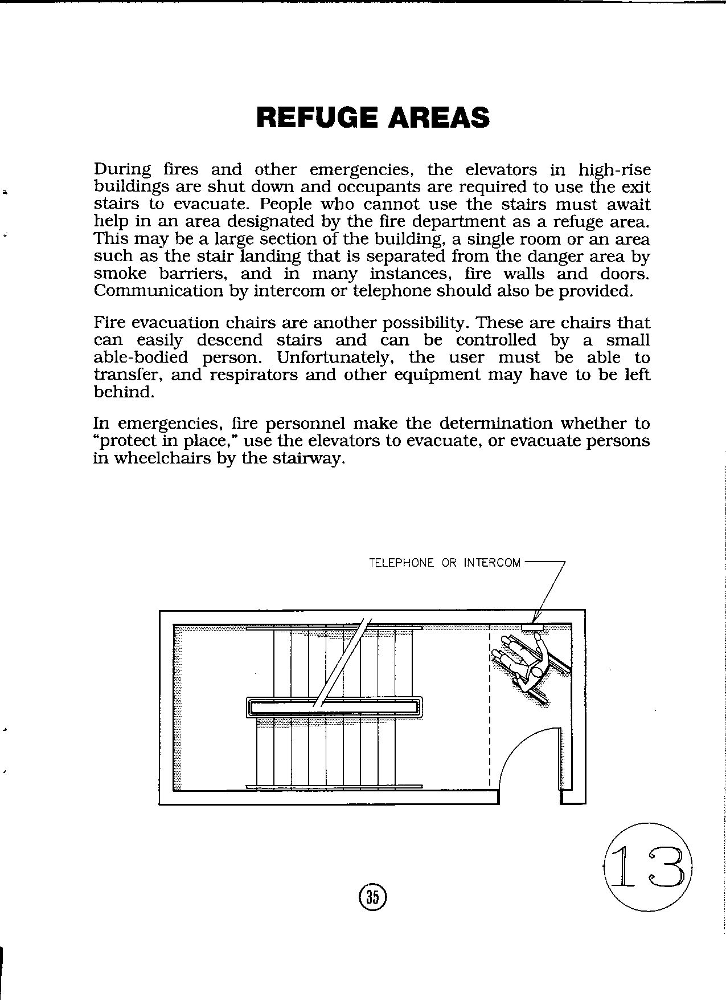 REFUGE AREAS
During fires and other emergencies, the elevators in high-rise
buildings are shut down and occupants are required to use the exit
stairs to evacuate. People who cannot use the stairs must await
help in an area designated by the fire department as a refuge area.
This may be a large section of the building, a single room or an area
such as the stair landing that is separated from the danger area by
smoke barriers, and in many instances, fire walls and doors.
Communication by intercom or telephone should also be provided.
Fire evacuation chairs are another possibility. These are chairs that
can easily descend stairs and can be controlled by a small
able-bodied person. Unfortunately, the user must be able to
transfer, and respirators and other equipment may have to be left
behind.
In emergencies, fire personnel make the determination whether to
“protect in place,” use the elevators to evacuate, or evacuate persons
in wheelchairs by the stairway.
TELEPHONE OR INTERCOM
13
35